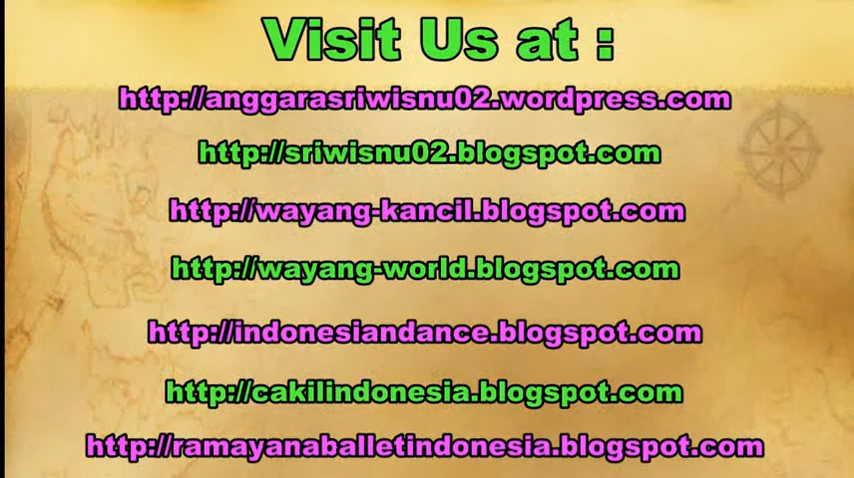 Visit Us at :
http://anggarasriwisnu02.wordpress.com
http://sriwisnu02.blogspot.com
http://wayang-kancil.blogspot.com
http://wayang-world.blogspot.com
http://indonesiandance.blogspot.com
http://cakilindonesia.blogspot.com
http://ramayanaballetindonesia.blogspot.com